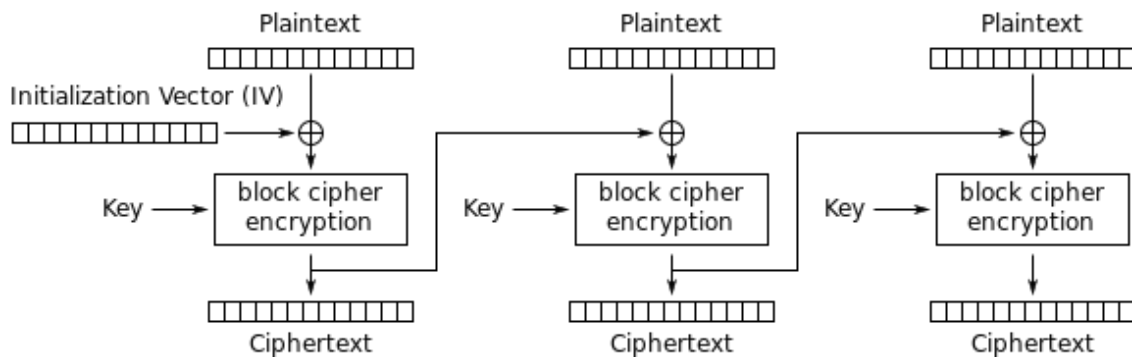 Plaintext
Plaintext
Plaintext
Initialization Vector (IV)
Key
block cipher
encryption
Key
block cipher
encryption
Key
block cipher
encryption
Ciphertext
Ciphertext
Ciphertext